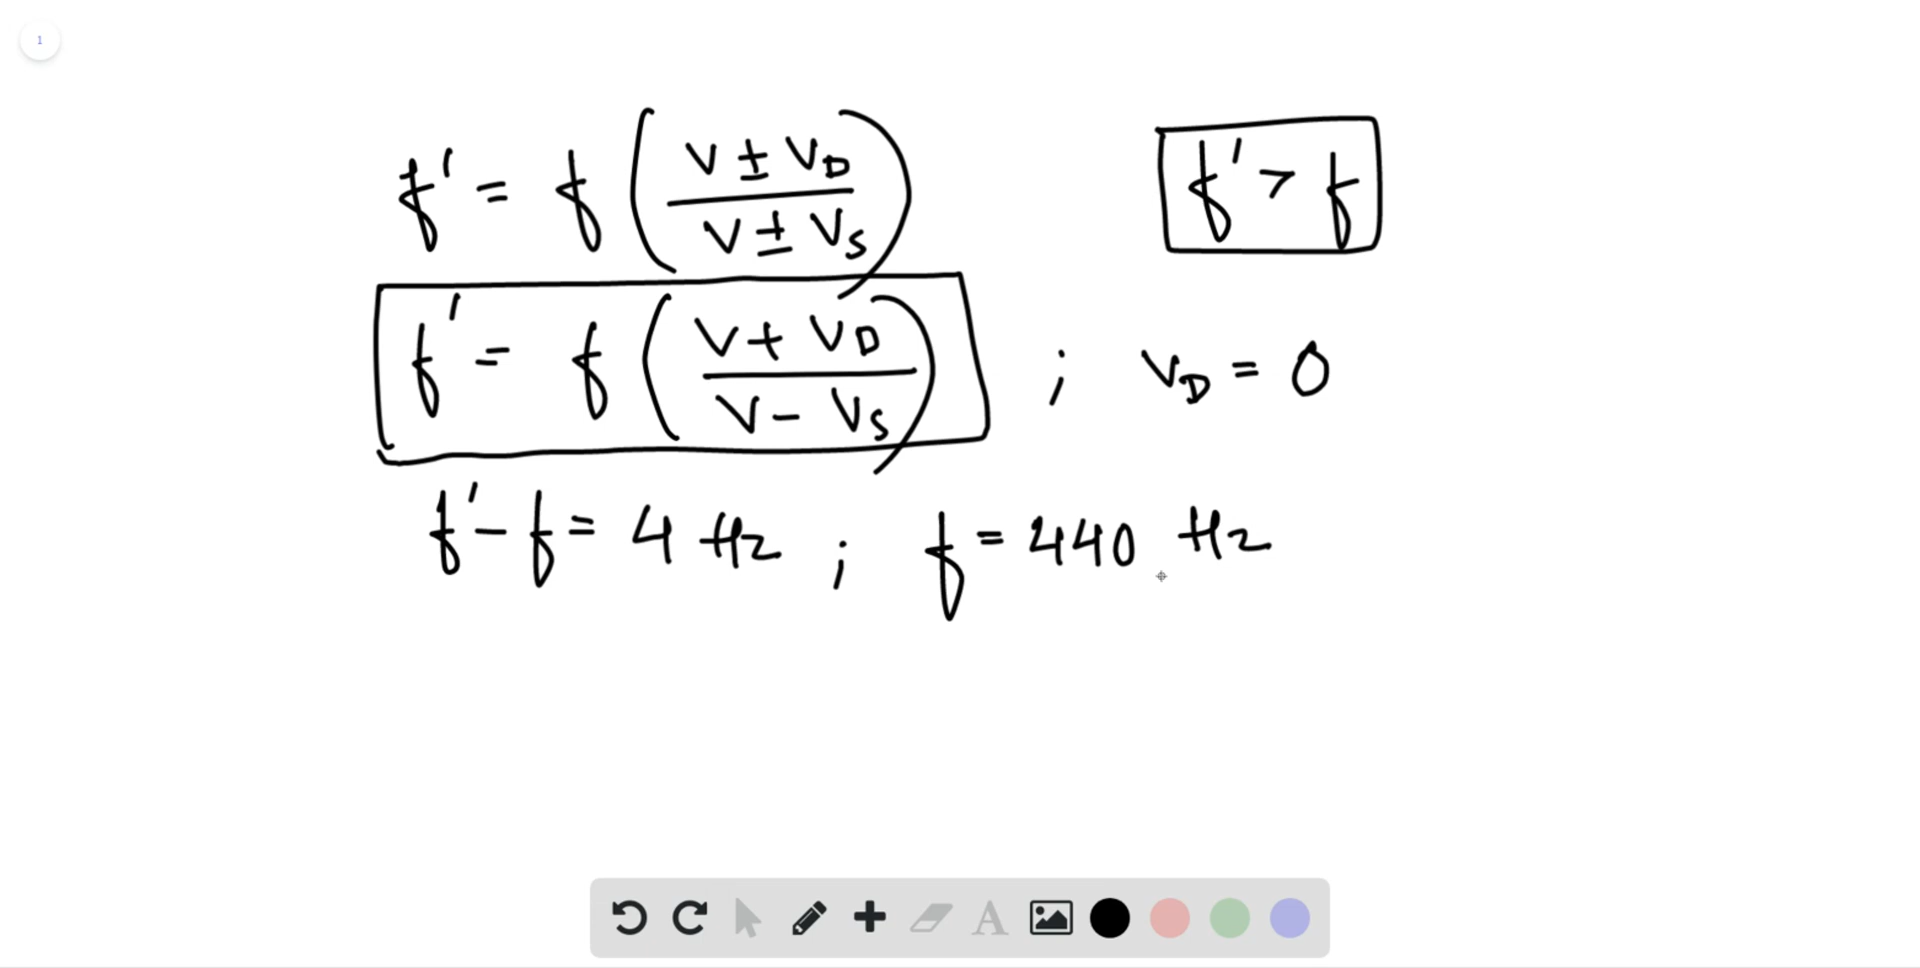 1
f' = f (V ± V_D / V ± V_S)
f' > f
f' = f (V + V_D / V - V_S) ; V_D = 0
f' - f = 4 Hz ; f = 440 Hz
A